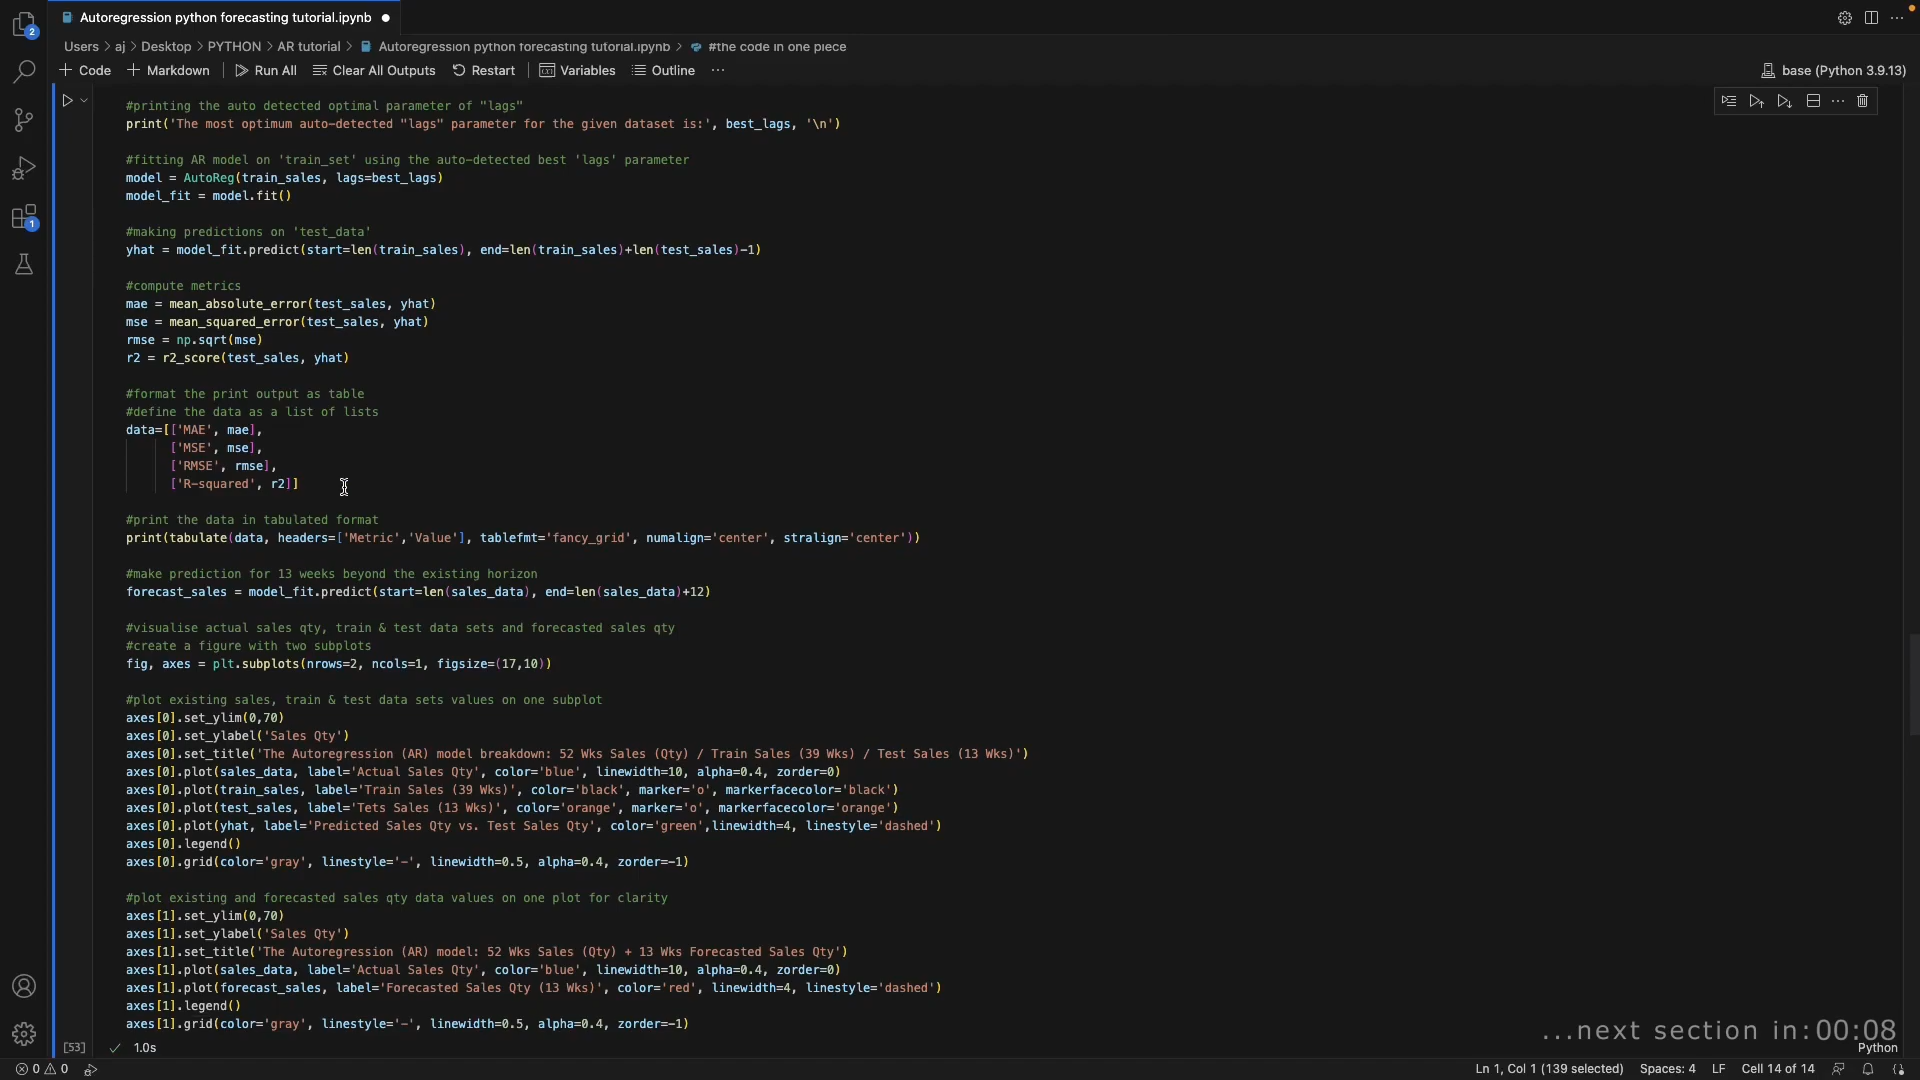 Autoregression python forecasting tutorial.ipynb
Users > aj > Desktop > PYTHON > AR tutorial > Autoregression python forecasting tutorial.ipynb > #the code in one piece
+ Code + Markdown Run All Clear All Outputs Restart Variables Outline ...
base (Python 3.9.13)
2
1
#printing the auto detected optimal parameter of "lags"
print('The most optimum auto-detected "lags" parameter for the given dataset is:', best_lags, '\n')
#fitting AR model on 'train_set' using the auto-detected best 'lags' parameter
model = AutoReg(train_sales, lags=best_lags)
model_fit = model.fit()
#making predictions on 'test_data'
yhat = model_fit.predict(start=len(train_sales), end=len(train_sales)+len(test_sales)-1)
#compute metrics
mae = mean_absolute_error(test_sales, yhat)
mse = mean_squared_error(test_sales, yhat)
rmse = np.sqrt(mse)
r2 = r2_score(test_sales, yhat)
#format the print output as table
#define the data as a list of lists
data=[['MAE', mae],
['MSE', mse],
['RMSE', rmse],
['R-squared', r2]]
#print the data in tabulated format
print(tabulate(data, headers=['Metric','Value'], tablefmt='fancy_grid', numalign='center', stralign='center'))
#make prediction for 13 weeks beyond the existing horizon
forecast_sales = model_fit.predict(start=len(sales_data), end=len(sales_data)+12)
#visualise actual sales qty, train & test data sets and forecasted sales qty
#create a figure with two subplots
fig, axes = plt.subplots(nrows=2, ncols=1, figsize=(17,10))
#plot existing sales, train & test data sets values on one subplot
axes[0].set_ylim(0,70)
axes[0].set_ylabel('Sales Qty')
axes[0].set_title('The Autoregression (AR) model breakdown: 52 Wks Sales (Qty) / Train Sales (39 Wks) / Test Sales (13 Wks)')
axes[0].plot(sales_data, label='Actual Sales Qty', color='blue', linewidth=10, alpha=0.4, zorder=0)
axes[0].plot(train_sales, label='Train Sales (39 Wks)', color='black', marker='o', markerfacecolor='black')
axes[0].plot(test_sales, label='Tets Sales (13 Wks)', color='orange', marker='o', markerfacecolor='orange')
axes[0].plot(yhat, label='Predicted Sales Qty vs. Test Sales Qty', color='green',linewidth=4, linestyle='dashed')
axes[0].legend()
axes[0].grid(color='gray', linestyle='-', linewidth=0.5, alpha=0.4, zorder=-1)
#plot existing and forecasted sales qty data values on one plot for clarity
axes[1].set_ylim(0,70)
axes[1].set_ylabel('Sales Qty')
axes[1].set_title('The Autoregression (AR) model: 52 Wks Sales (Qty) + 13 Wks Forecasted Sales Qty')
axes[1].plot(sales_data, label='Actual Sales Qty', color='blue', linewidth=10, alpha=0.4, zorder=0)
axes[1].plot(forecast_sales, label='Forecasted Sales Qty (13 Wks)', color='red', linewidth=4, linestyle='dashed')
axes[1].legend()
axes[1].grid(color='gray', linestyle='-', linewidth=0.5, alpha=0.4, zorder=-1)
...next section in:00:08
[53] ✓ 1.0s
Python
0 0
Ln 1, Col 1 (139 selected) Spaces: 4 LF Cell 14 of 14